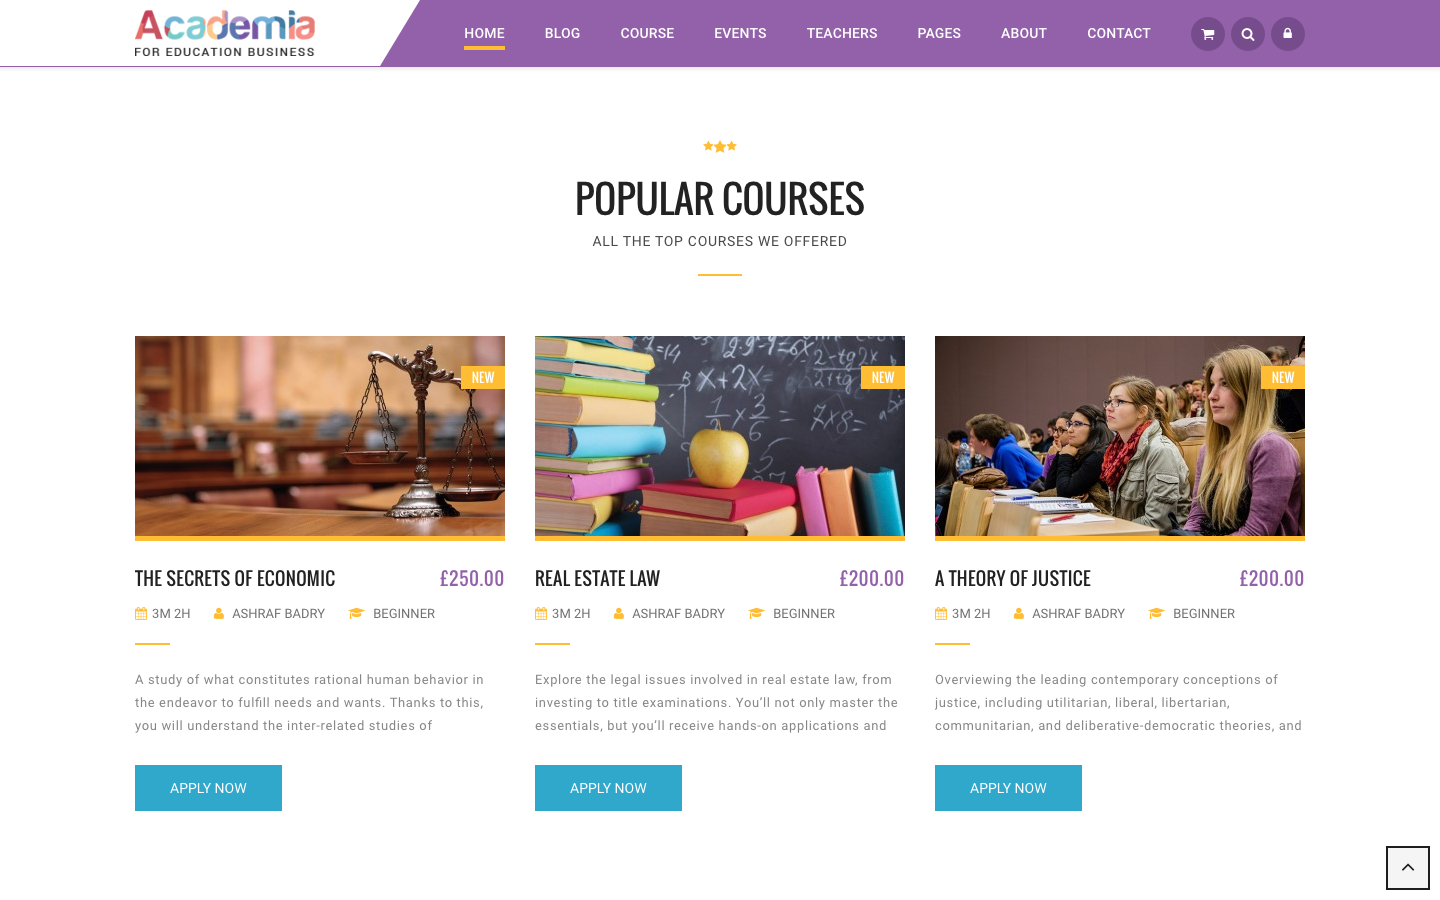 Academia
FOR EDUCATION BUSINESS
HOME BLOG COURSE EVENTS TEACHERS PAGES ABOUT CONTACT
POPULAR COURSES
ALL THE TOP COURSES WE OFFERED
NEW
NEW
NEW
THE SECRETS OF ECONOMIC £250.00
3M 2H ASHRAF BADRY BEGINNER
A study of what constitutes rational human behavior in
the endeavor to fulfill needs and wants. Thanks to this,
you will understand the inter-related studies of
APPLY NOW
REAL ESTATE LAW £200.00
3M 2H ASHRAF BADRY BEGINNER
Explore the legal issues involved in real estate law, from
investing to title examinations. You’ll not only master the
essentials, but you’ll receive hands-on applications and
APPLY NOW
A THEORY OF JUSTICE £200.00
3M 2H ASHRAF BADRY BEGINNER
Overviewing the leading contemporary conceptions of
justice, including utilitarian, liberal, libertarian,
communitarian, and deliberative-democratic theories, and
APPLY NOW